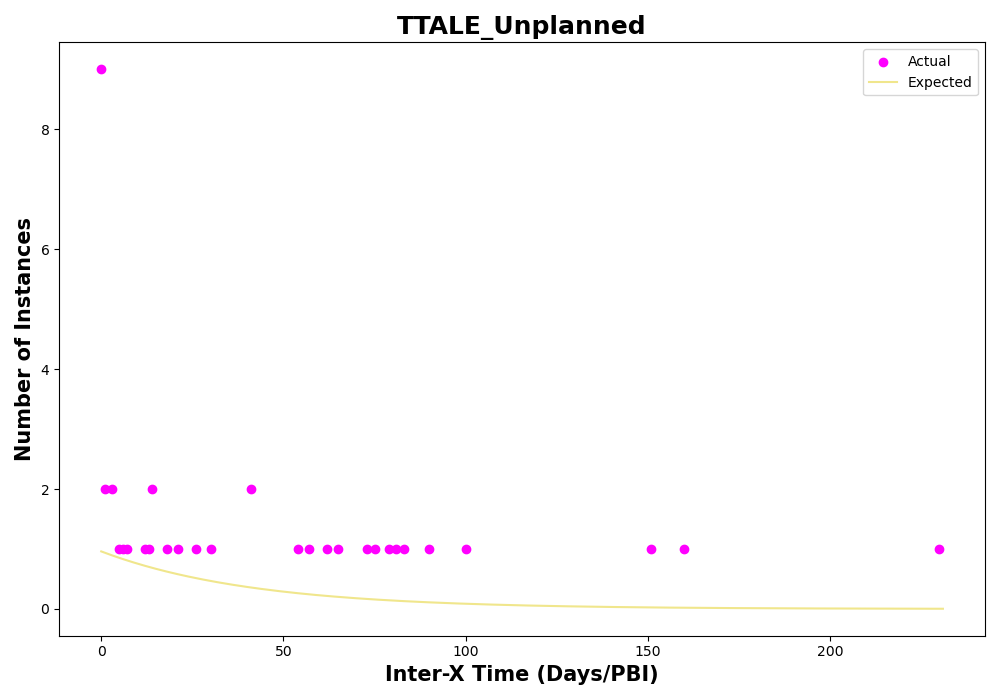 TTALE_Unplanned
Actual
Expected
Number of Instances
8
6
4
2
0
0
50
100
150
200
Inter-X Time (Days/PBI)